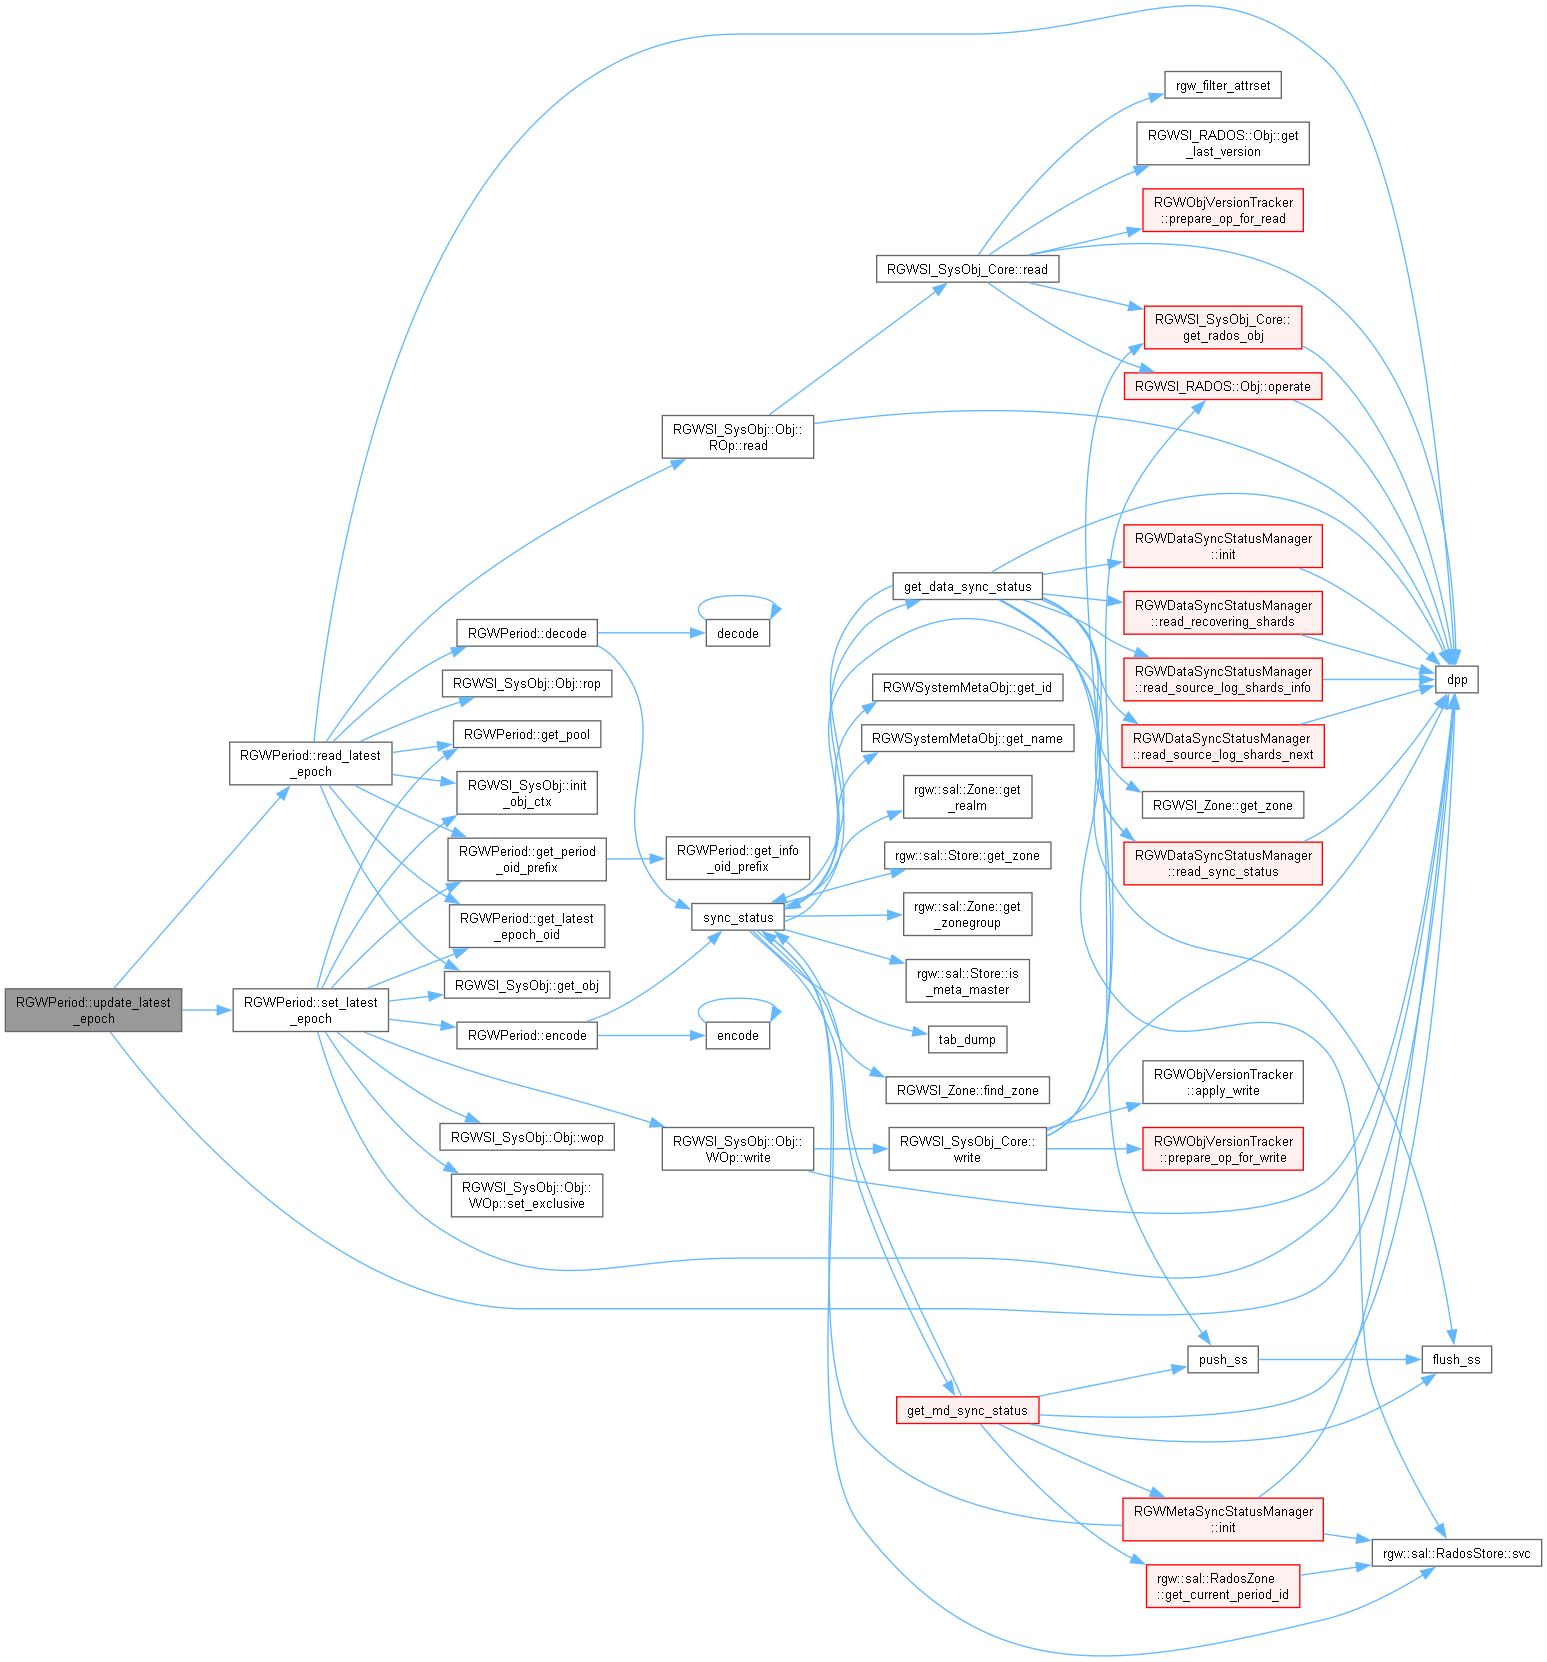 rgw_filter_attrset
RGWSI_RADOS::Obj::get
_last_version
RGWObjVersionTracker
::prepare_op_for_read
RGWSI_SysObj_Core::read
RGWSI_SysObj_Core::
get_rados_obj
RGWSI_RADOS::Obj::operate
RGWSI_SysObj::Obj::
ROp::read
RGWDataSyncStatusManager
::init
get_data_sync_status
RGWDataSyncStatusManager
::read_recovering_shards
RGWPeriod::decode
decode
RGWDataSyncStatusManager
::read_source_log_shards_info
dpp
RGWSI_SysObj::Obj::rop
RGWSystemMetaObj::get_id
RGWPeriod::get_pool
RGWSystemMetaObj::get_name
RGWDataSyncStatusManager
::read_source_log_shards_next
RGWPeriod::read_latest
_epoch
RGWSI_SysObj::init
_obj_ctx
rgw::sal::Zone::get
_realm
RGWSI_Zone::get_zone
RGWPeriod::get_period
_oid_prefix
RGWPeriod::get_info
_oid_prefix
rgw::sal::Store::get_zone
RGWDataSyncStatusManager
::read_sync_status
RGWPeriod::get_latest
_epoch_oid
sync_status
rgw::sal::Zone::get
_zonegroup
RGWSI_SysObj::get_obj
rgw::sal::Store::is
_meta_master
RGWPeriod::update_latest
_epoch
RGWPeriod::set_latest
_epoch
RGWPeriod::encode
encode
tab_dump
RGWSI_Zone::find_zone
RGWObjVersionTracker
::apply_write
RGWSI_SysObj::Obj::wop
RGWSI_SysObj::Obj::
WOp::write
RGWSI_SysObj_Core::
write
RGWObjVersionTracker
::prepare_op_for_write
RGWSI_SysObj::Obj::
WOp::set_exclusive
push_ss
flush_ss
get_md_sync_status
RGWMetaSyncStatusManager
::init
rgw::sal::RadosStore::svc
rgw::sal::RadosZone
::get_current_period_id